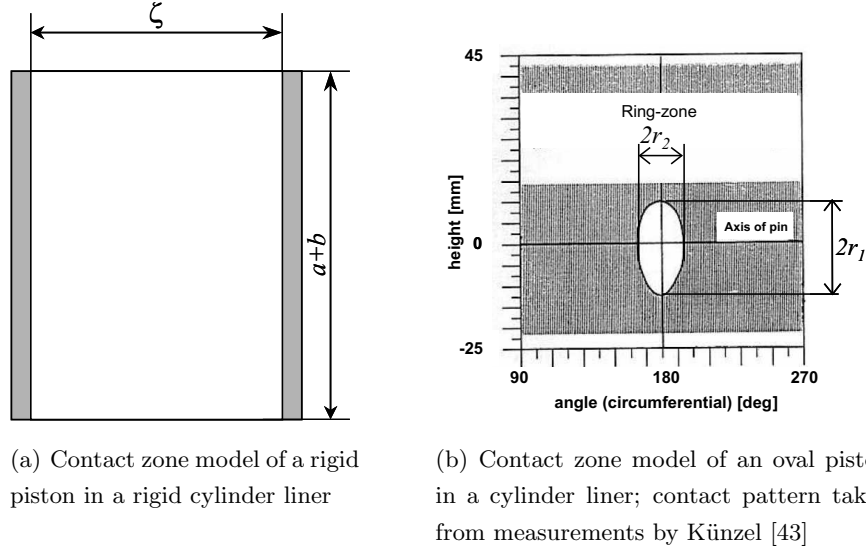 ζ
a+b
45
Ring-zone
2r2
height [mm]
Axis of pin
0
2r1
-25
90
180
270
angle (circumferential) [deg]
(a) Contact zone model of a rigid
piston in a rigid cylinder liner
(b) Contact zone model of an oval pisto
in a cylinder liner; contact pattern tak
from measurements by Künzel [43]